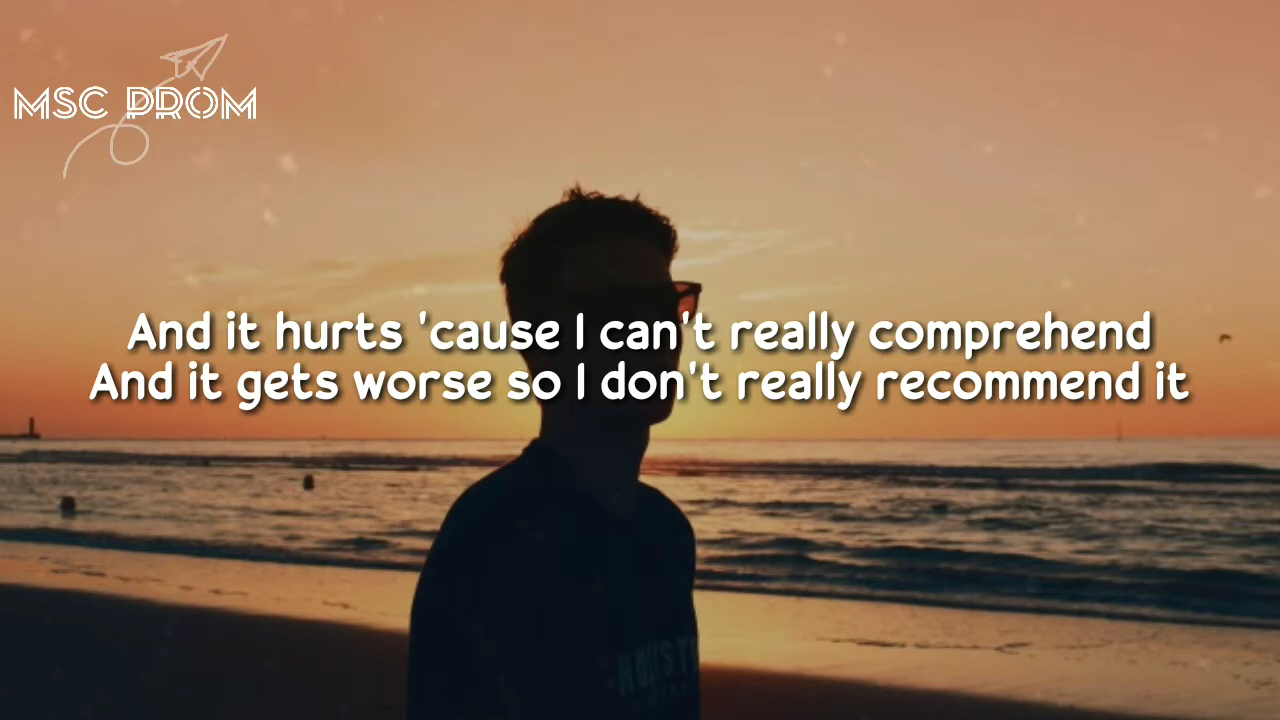 MSC PROM
And it hurts 'cause I can't really comprehend
And it gets worse so I don't really recommend it